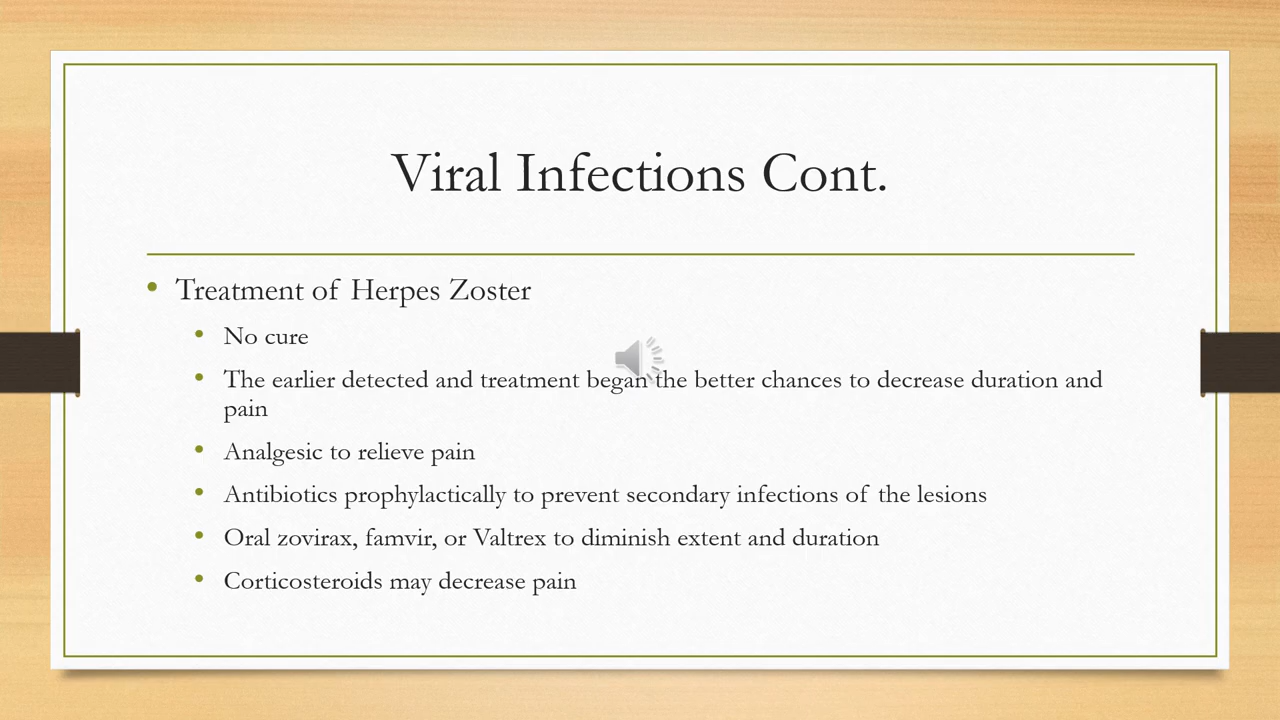 Viral Infections Cont.
• Treatment of Herpes Zoster
• No cure
• The earlier detected and treatment began the better chances to decrease duration and
pain
• Analgesic to relieve pain
• Antibiotics prophylactically to prevent secondary infections of the lesions
• Oral zovirax, famvir, or Valtrex to diminish extent and duration
• Corticosteroids may decrease pain